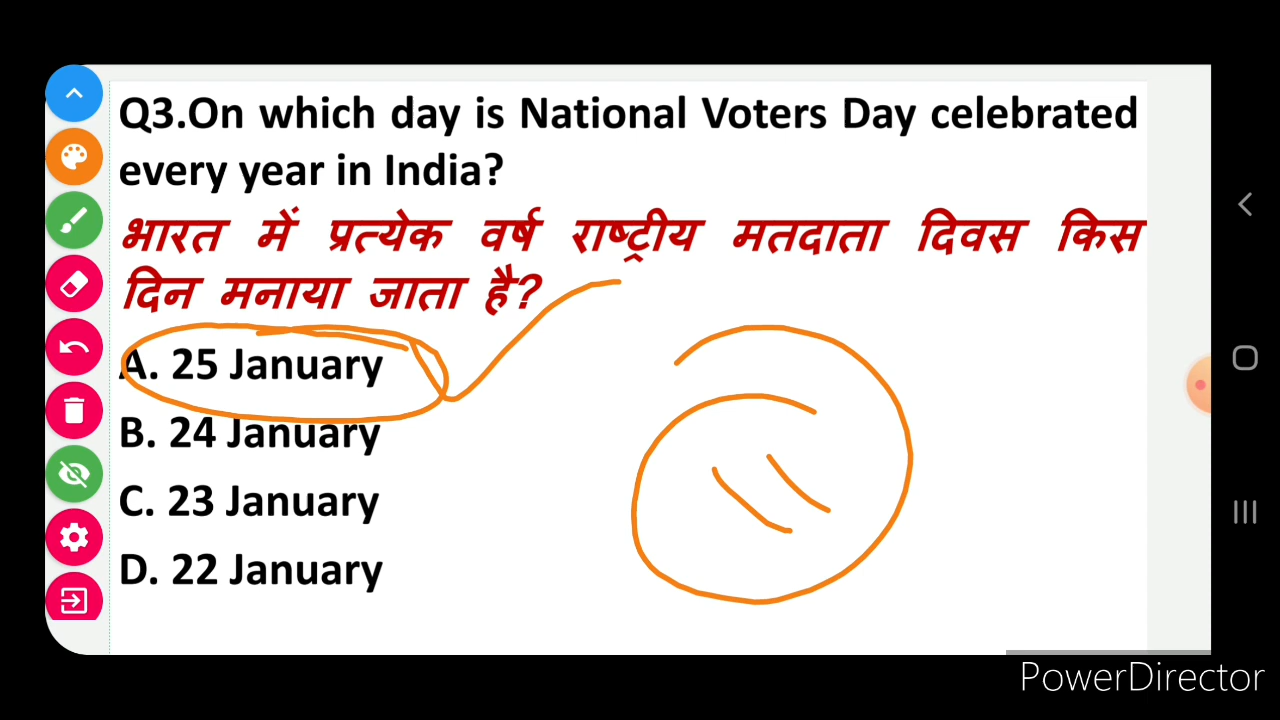 Q3.On which day is National Voters Day celebrated
every year in India?
भारत में प्रत्येक वर्ष राष्ट्रीय मतदाता दिवस किस
दिन मनाया जाता है?
A. 25 January
B. 24 January
C. 23 January
D. 22 January
PowerDirector